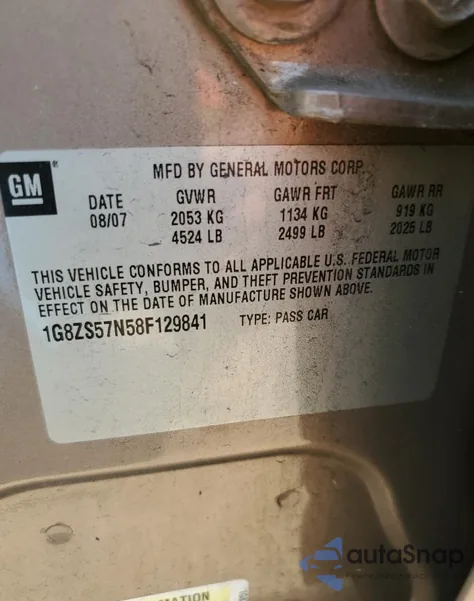 GM
MFD BY GENERAL MOTORS CORP.
DATE GVWR GAWR FRT GAWR RR
08/07 2053 KG 1134 KG 919 KG
4524 LB 2499 LB 2025 LB
THIS VEHICLE CONFORMS TO ALL APPLICABLE U.S. FEDERAL MOTOR
VEHICLE SAFETY, BUMPER, AND THEFT PREVENTION STANDARDS IN
EFFECT ON THE DATE OF MANUFACTURE SHOWN ABOVE.
1G8ZS57N58F129841 TYPE: PASS CAR
autaSnap